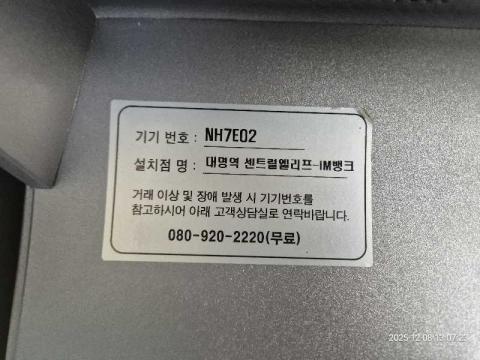 기기 번호 : NH7E02
설치점 명 : 대명역 센트럴엘리프-IM뱅크
거래 이상 및 장애 발생 시 기기번호를
참고하시어 아래 고객상담실로 연락바랍니다.
080-920-2220(무료)
2025-12-08 13:07:22